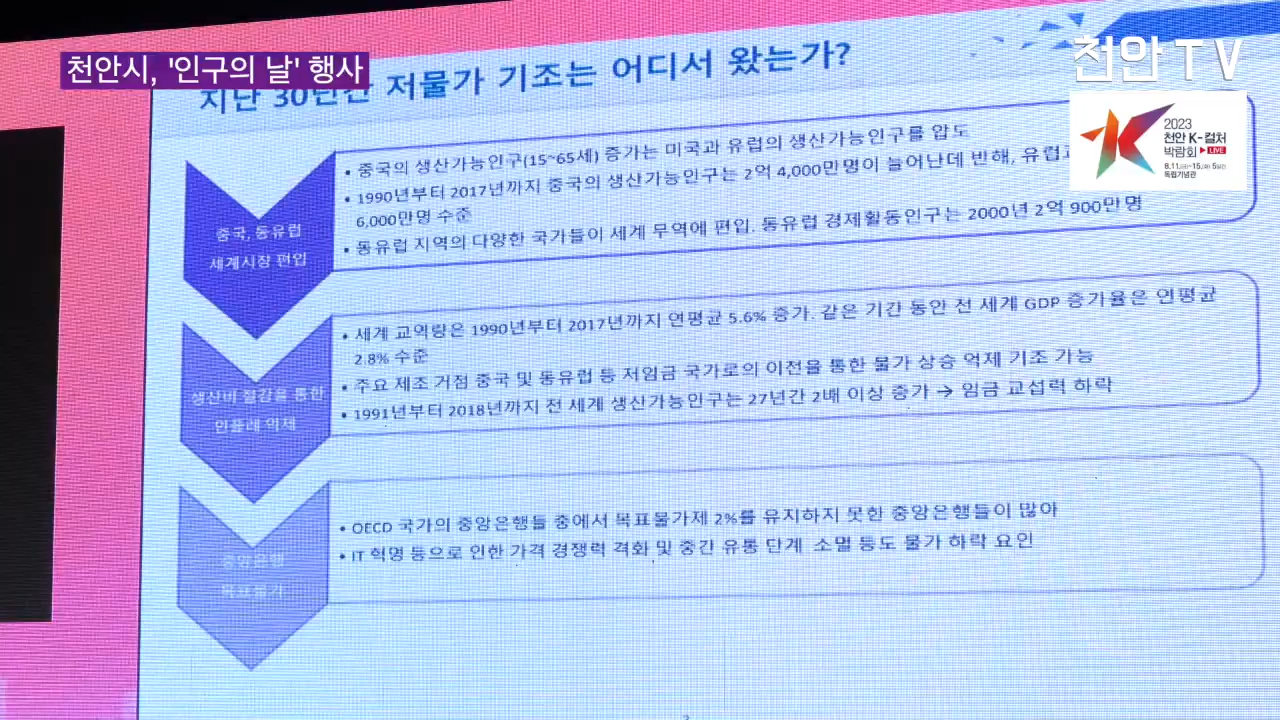 천안시, '인구의 날' 행사
천안 TV
2023
천안 K-컬처
박람회 ▶ LIVE
8.11(금)~15(화) 5일간
독립기념관
지난 30년간 저물가 기조는 어디서 왔는가?
중국, 동유럽
세계시장 편입
• 중국의 생산가능인구(15~65세) 증가는 미국과 유럽의 생산가능인구를 압도
• 1990년부터 2017년까지 중국의 생산가능인구는 2억 4,000만명이 늘어난데 반해, 유럽
6,000만명 수준
• 동유럽 지역의 다양한 국가들이 세계 무역에 편입. 동유럽 경제활동인구는 2000년 2억 900만명
생산비 절감을 통한
인플레 억제
• 세계 교역량은 1990년부터 2017년까지 연평균 5.6% 증가. 같은 기간 동안 전 세계 GDP 증가율은 연평균
2.8% 수준
• 주요 제조 거점 중국 및 동유럽 등 저임금 국가로의 이전을 통한 물가 상승 억제 기조 가능
• 1991년부터 2018년까지 전 세계 생산가능인구는 27년간 2배 이상 증가 → 임금 교섭력 하락
중앙은행
목표물가
• OECD 국가의 중앙은행들 중에서 목표물가제 2%를 유지하지 못한 중앙은행들이 많아
• IT 혁명 등으로 인한 가격 경쟁력 격화 및 중간 유통 단계 소멸 등도 물가 하락 요인